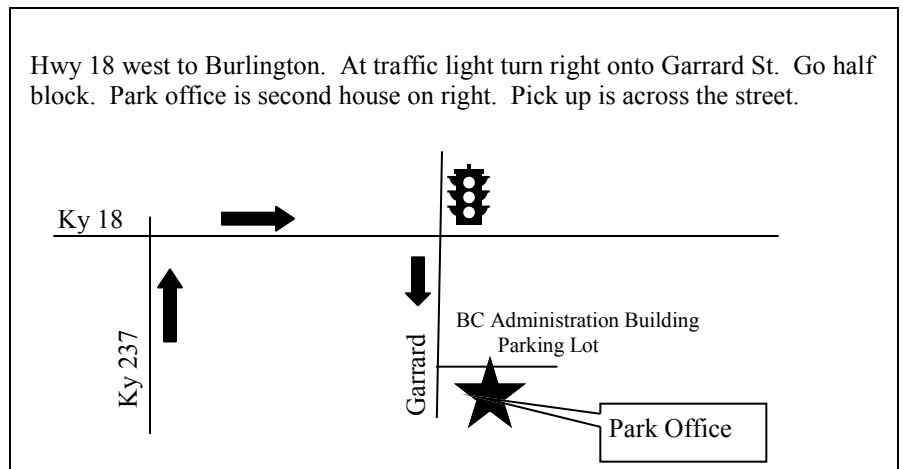 Hwy 18 west to Burlington.  At traffic light turn right onto Garrard St.  Go half
block.  Park office is second house on right.  Pick up is across the street.
Ky 18
Ky 237
Garrard
BC Administration Building
Parking Lot
Park Office